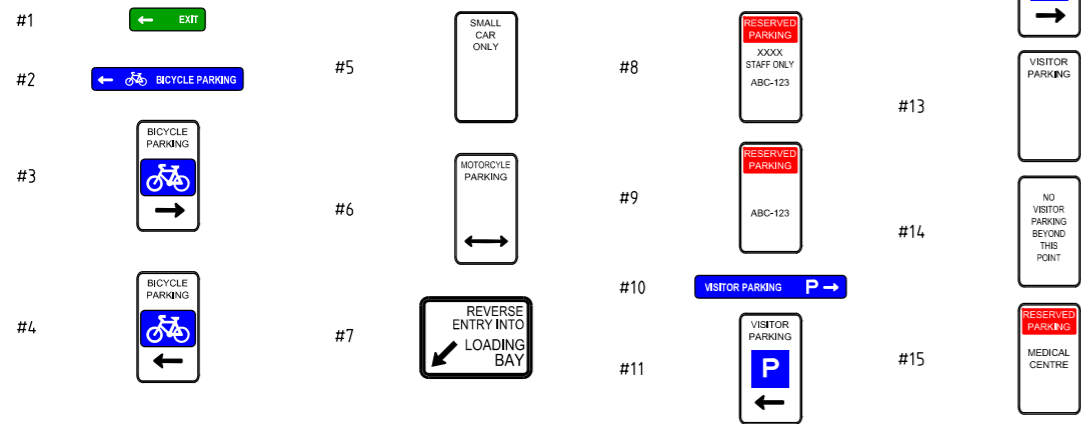 #1
EXIT
#2
BICYCLE PARKING
#3
BICYCLE
PARKING
#4
BICYCLE
PARKING
#5
SMALL
CAR
ONLY
#6
MOTORCYLE
PARKING
#7
REVERSE
ENTRY INTO
LOADING
BAY
#8
RESERVED
PARKING
XXXX
STAFF ONLY
ABC-123
#9
RESERVED
PARKING
ABC-123
#10
VISITOR PARKING P
#11
VISITOR
PARKING
P
#13
VISITOR
PARKING
#14
NO
VISITOR
PARKING
BEYOND
THIS
POINT
#15
RESERVED
PARKING
MEDICAL
CENTRE